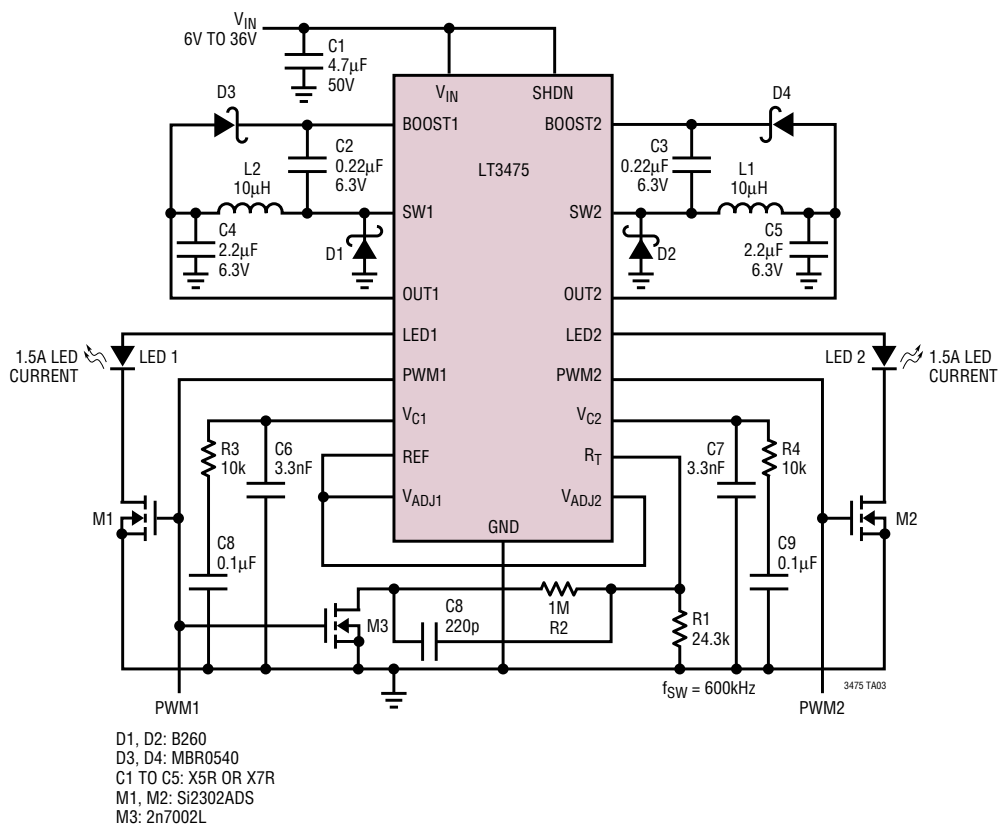 VIN
6V TO 36V
C1
4.7µF
50V
D3
D4
VIN
SHDN
BOOST1
BOOST2
C2
0.22µF
6.3V
C3
0.22µF
6.3V
LT3475
L2
10µH
L1
10µH
SW1
SW2
C4
2.2µF
6.3V
D1
D2
C5
2.2µF
6.3V
OUT1
OUT2
LED1
LED2
1.5A LED
CURRENT
LED 1
LED 2
1.5A LED
CURRENT
PWM1
PWM2
VC1
VC2
R3
10k
C6
3.3nF
C7
3.3nF
R4
10k
REF
RT
VADJ1
VADJ2
M1
M2
GND
C8
0.1µF
C9
0.1µF
M3
C8
220p
1M
R2
R1
24.3k
fSW = 600kHz
3475 TA03
PWM1
PWM2
D1, D2: B260
D3, D4: MBR0540
C1 TO C5: X5R OR X7R
M1, M2: Si2302ADS
M3: 2n7002L